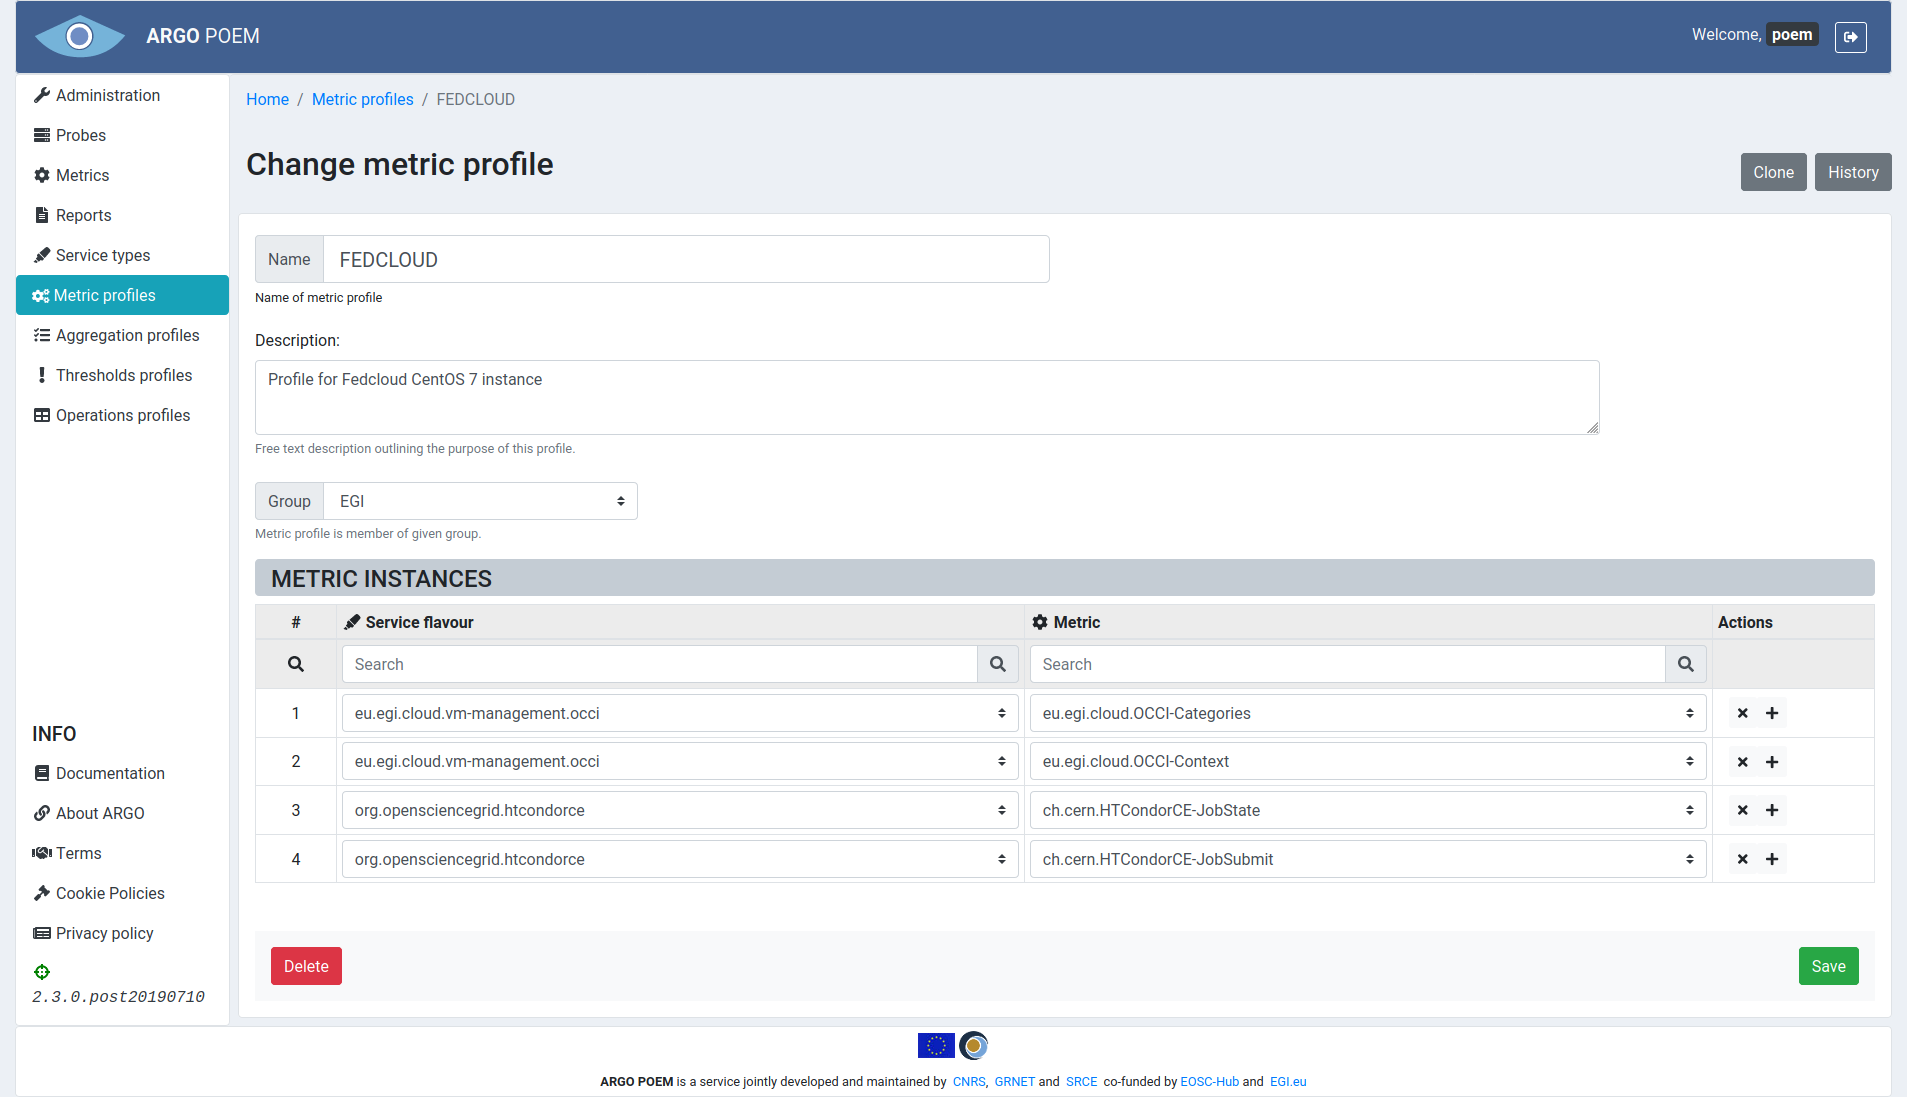 ARGO POEM
Welcome, poem
Administration
Probes
Metrics
Reports
Service types
Metric profiles
Aggregation profiles
Thresholds profiles
Operations profiles
INFO
Documentation
About ARGO
Terms
Cookie Policies
Privacy policy
2.3.0.post20190710
Home / Metric profiles / FEDCLOUD
Change metric profile
Clone History
Name FEDCLOUD
Name of metric profile
Description:
Profile for Fedcloud CentOS 7 instance
Free text description outlining the purpose of this profile.
Group EGI
Metric profile is member of given group.
METRIC INSTANCES
# Service flavour Metric Actions
Search Search
1 eu.egi.cloud.vm-management.occi eu.egi.cloud.OCCI-Categories
2 eu.egi.cloud.vm-management.occi eu.egi.cloud.OCCI-Context
3 org.opensciencegrid.htcondorce ch.cern.HTCondorCE-JobState
4 org.opensciencegrid.htcondorce ch.cern.HTCondorCE-JobSubmit
Delete Save
ARGO POEM is a service jointly developed and maintained by CNRS, GRNET and SRCE co-funded by EOSC-Hub and EGI.eu